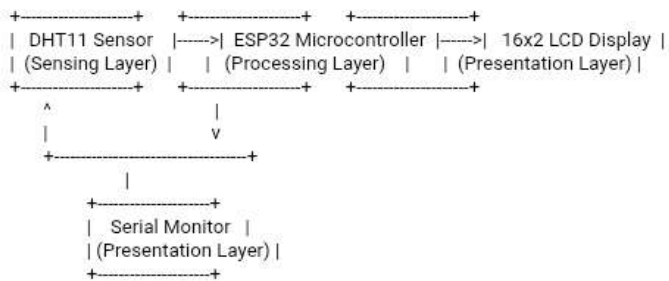 +--------------------+ +--------------------+ +--------------------+
| DHT11 Sensor |------>| ESP32 Microcontroller |------>| 16x2 LCD Display |
| (Sensing Layer) | | (Processing Layer) | | (Presentation Layer) |
+--------------------+ +--------------------+ +--------------------+
^ |
| v
+----------------------------------+
|
+--------------------+
| Serial Monitor |
| (Presentation Layer) |
+--------------------+